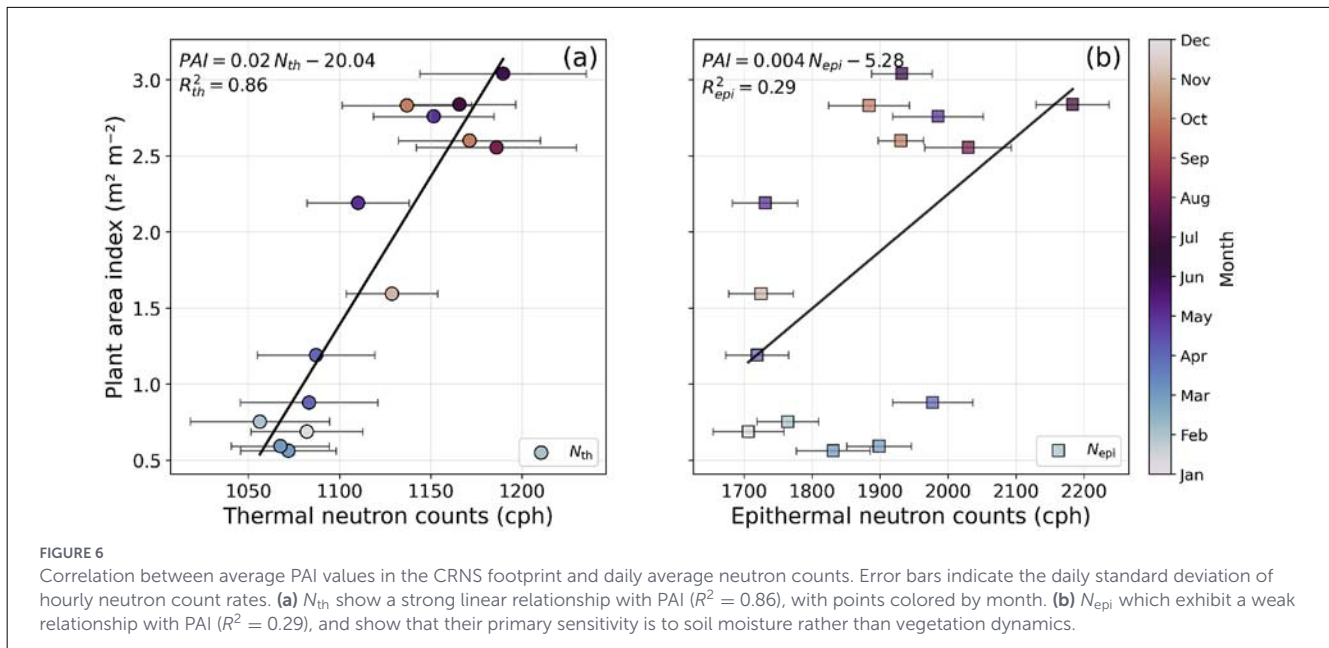 PAI = 0.02 N_th − 20.04
R²_th = 0.86
(a)
PAI = 0.004 N_epi − 5.28
R²_epi = 0.29
(b)
Plant area index (m² m⁻²)
3.0
2.5
2.0
1.5
1.0
0.5
N_th
N_epi
1050 1100 1150 1200
Thermal neutron counts (cph)
1700 1800 1900 2000 2100 2200
Epithermal neutron counts (cph)
Dec
Nov
Oct
Sep
Aug
Jul
Jun
May
Apr
Mar
Feb
Jan
Month
FIGURE 6
Correlation between average PAI values in the CRNS footprint and daily average neutron counts. Error bars indicate the daily standard deviation of
hourly neutron count rates. (a) N_th show a strong linear relationship with PAI (R² = 0.86), with points colored by month. (b) N_epi which exhibit a weak
relationship with PAI (R² = 0.29), and show that their primary sensitivity is to soil moisture rather than vegetation dynamics.